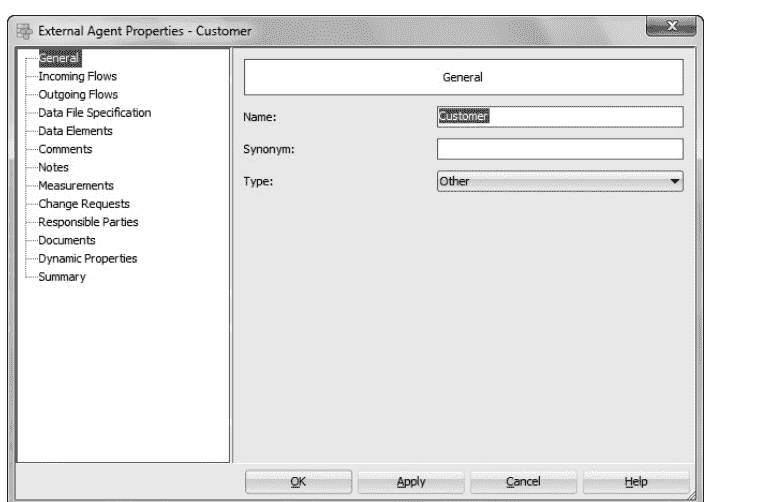 External Agent Properties - Customer
General
Incoming Flows
Outgoing Flows
Data File Specification
Data Elements
Comments
Notes
Measurements
Change Requests
Responsible Parties
Documents
Dynamic Properties
Summary
General
Name: Customer
Synonym:
Type: Other
OK Apply Cancel Help